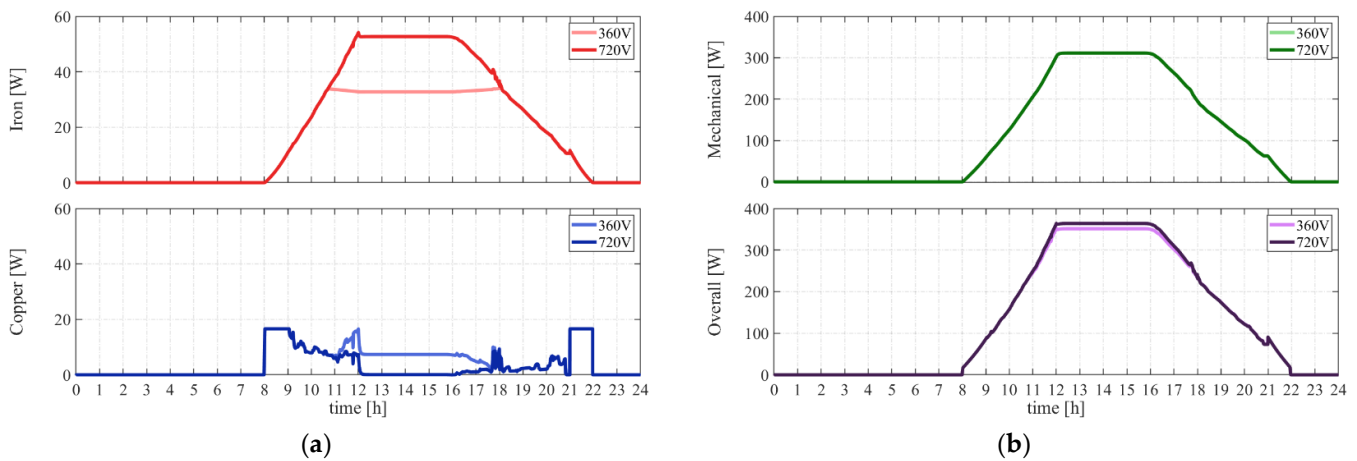 60
40
20
0
Iron [W]
360V
720V
60
40
20
0
Copper [W]
360V
720V
0 1 2 3 4 5 6 7 8 9 10 11 12 13 14 15 16 17 18 19 20 21 22 23 24
time [h]
(a)
400
300
200
100
0
Mechanical [W]
360V
720V
400
300
200
100
0
Overall [W]
360V
720V
0 1 2 3 4 5 6 7 8 9 10 11 12 13 14 15 16 17 18 19 20 21 22 23 24
time [h]
(b)